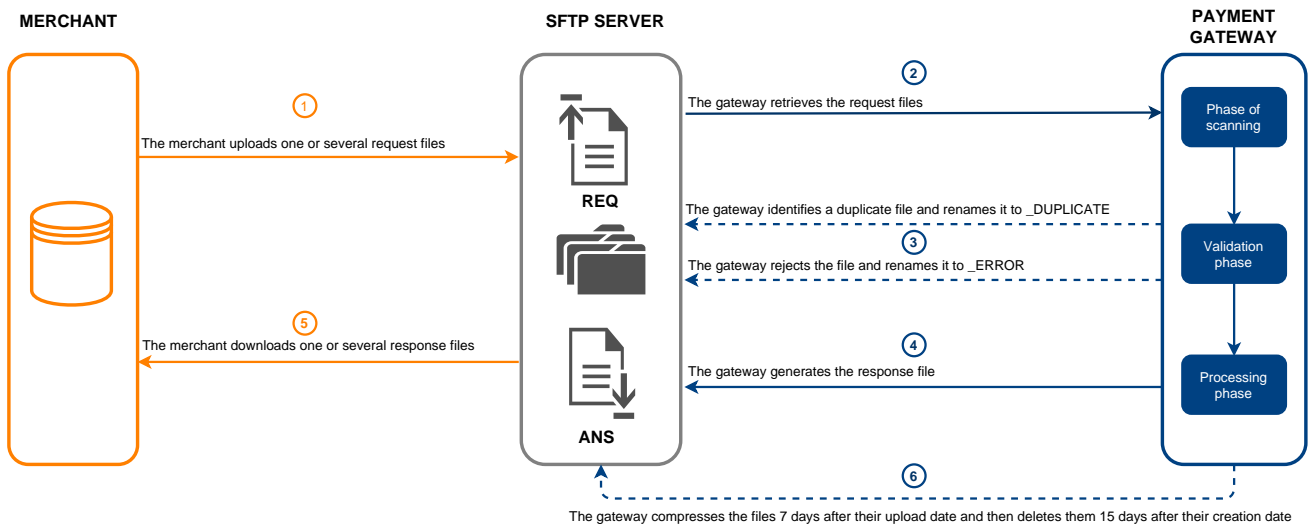 MERCHANT
SFTP SERVER
PAYMENT
GATEWAY
1
The merchant uploads one or several request files
REQ
2
The gateway retrieves the request files
Phase of
scanning
The gateway identifies a duplicate file and renames it to _DUPLICATE
3
The gateway rejects the file and renames it to _ERROR
Validation
phase
4
The gateway generates the response file
Processing
phase
5
The merchant downloads one or several response files
ANS
6
The gateway compresses the files 7 days after their upload date and then deletes them 15 days after their creation date